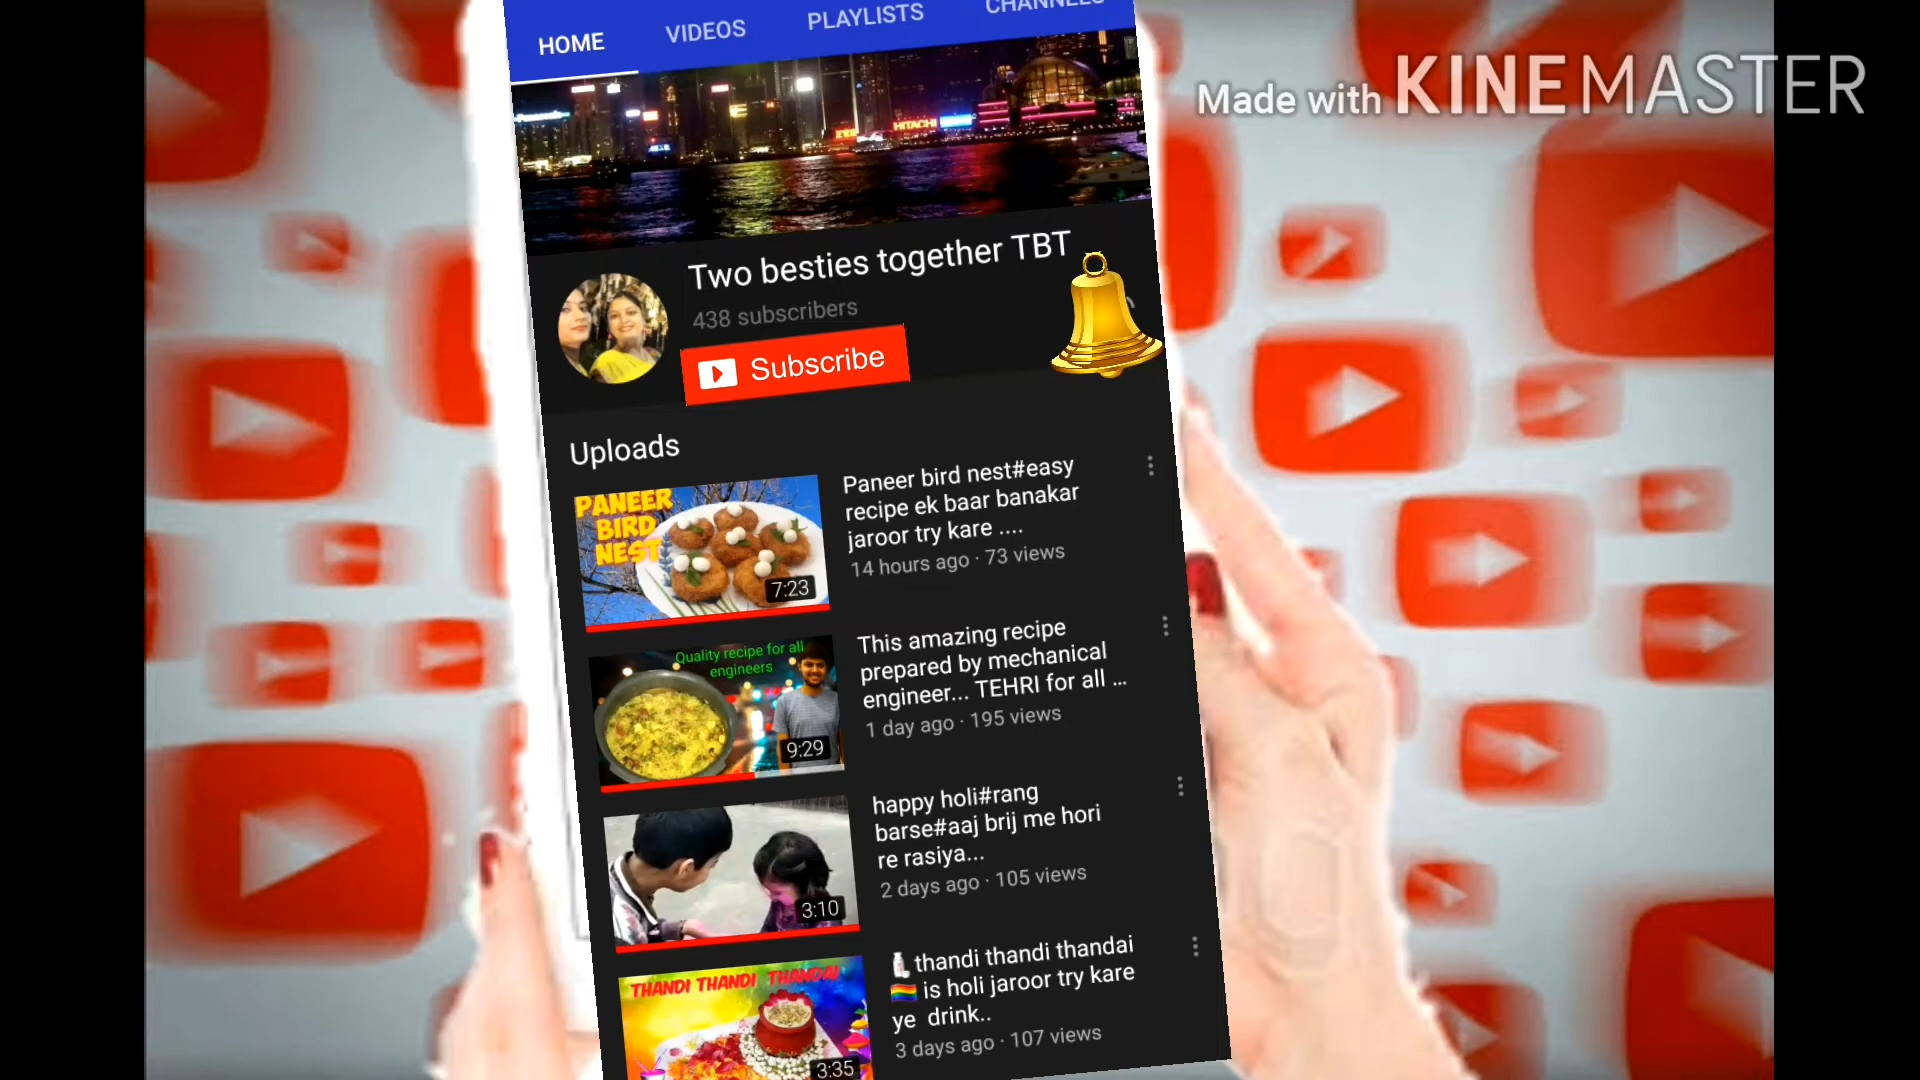 HOME VIDEOS PLAYLISTS CHANNELS
Made with KINEMASTER
Panasonic
HITACHI
Two besties together TBT
438 subscribers
Subscribe
Uploads
PANEER
BIRD
NEST
7:23
Paneer bird nest#easy
recipe ek baar banakar
jaroor try kare ....
14 hours ago · 73 views
Quality recipe for all
engineers
9:29
This amazing recipe
prepared by mechanical
engineer... TEHRI for all ...
1 day ago · 195 views
3:10
happy holi#rang
barse#aaj brij me hori
re rasiya...
2 days ago · 105 views
THANDI THANDI THANDAI
3:35
thandi thandi thandai
is holi jaroor try kare
ye drink..
3 days ago · 107 views